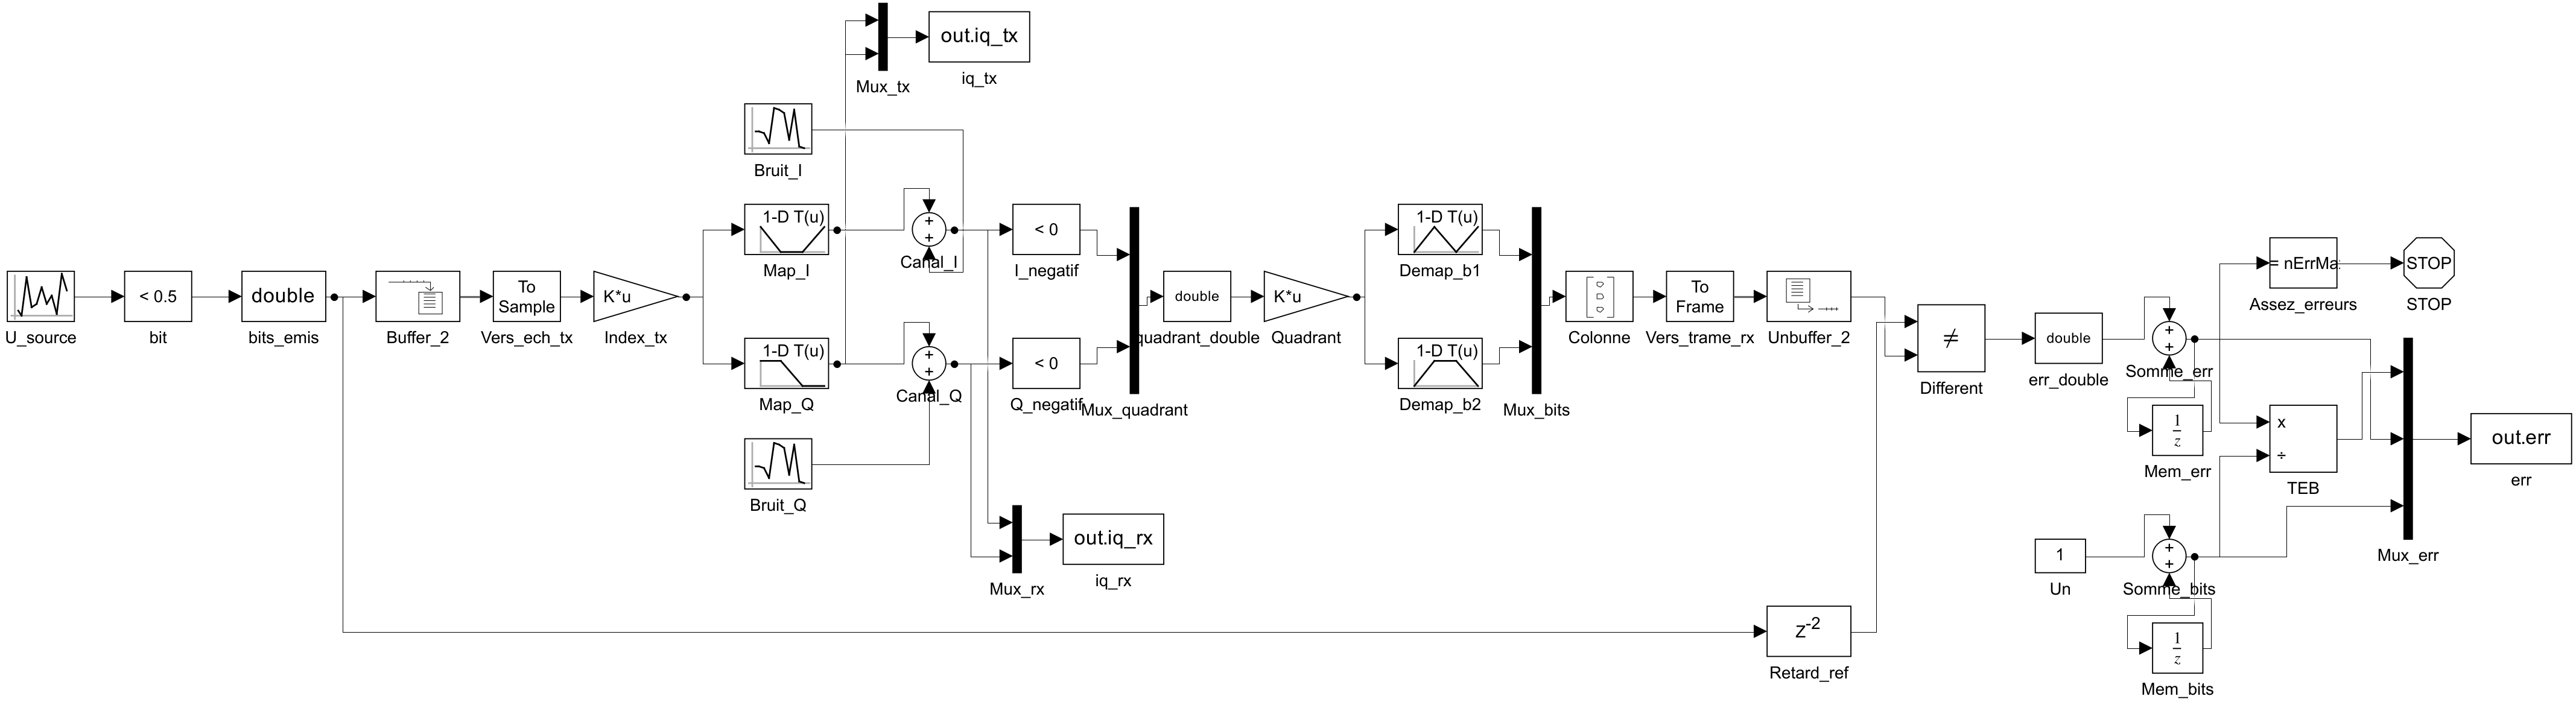 out.iq_tx
iq_tx
Mux_tx
Bruit_I
1-D T(u)
Map_I
+
+
Canal_I
< 0
I_negatif
1-D T(u)
Demap_b1
U_source
< 0.5
bit
double
bits_emis
Buffer_2
To
Sample
Vers_ech_tx
K*u
Index_tx
1-D T(u)
Map_Q
+
+
Canal_Q
< 0
Q_negatif
Mux_quadrant
double
quadrant_double
K*u
Quadrant
1-D T(u)
Demap_b2
Mux_bits
Colonne
To
Frame
Vers_trame_rx
Unbuffer_2
≠
Different
double
err_double
+
+
Somme_err
1
z
Mem_err
= nErrMa
Assez_erreurs
STOP
STOP
x
÷
TEB
Mux_err
out.err
err
Bruit_Q
Mux_rx
out.iq_rx
iq_rx
z-2
Retard_ref
1
Un
+
+
Somme_bits
1
z
Mem_bits